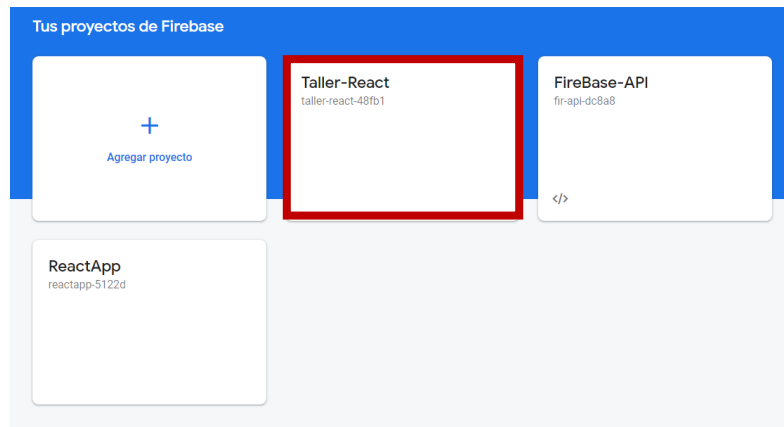 Tus proyectos de Firebase
+
Agregar proyecto
Taller-React
taller-react-48fb1
FireBase-API
fir-api-dc8a8
</>
ReactApp
reactapp-5122d